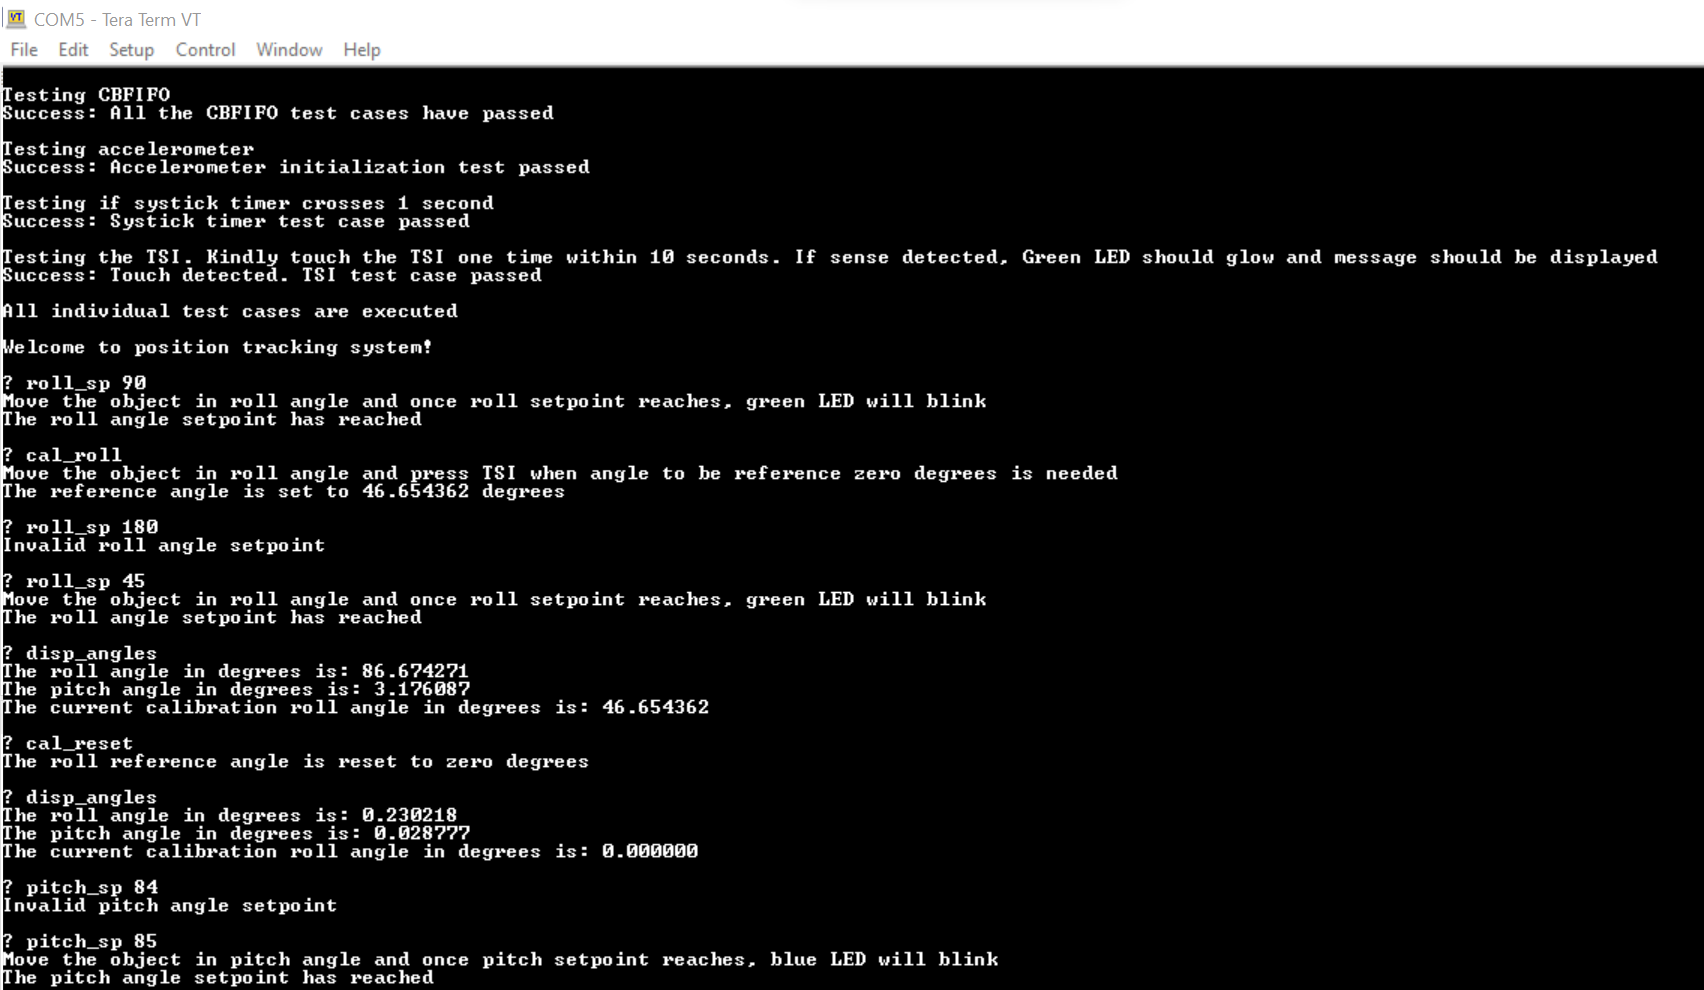 COM5 - Tera Term VT
File Edit Setup Control Window Help
Testing CBFIFO
Success: All the CBFIFO test cases have passed
Testing accelerometer
Success: Accelerometer initialization test passed
Testing if systick timer crosses 1 second
Success: Systick timer test case passed
Testing the TSI. Kindly touch the TSI one time within 10 seconds. If sense detected, Green LED should glow and message should be displayed
Success: Touch detected. TSI test case passed
All individual test cases are executed
Welcome to position tracking system!
? roll_sp 90
Move the object in roll angle and once roll setpoint reaches, green LED will blink
The roll angle setpoint has reached
? cal_roll
Move the object in roll angle and press TSI when angle to be reference zero degrees is needed
The reference angle is set to 46.654362 degrees
? roll_sp 180
Invalid roll angle setpoint
? roll_sp 45
Move the object in roll angle and once roll setpoint reaches, green LED will blink
The roll angle setpoint has reached
? disp_angles
The roll angle in degrees is: 86.674271
The pitch angle in degrees is: 3.176087
The current calibration roll angle in degrees is: 46.654362
? cal_reset
The roll reference angle is reset to zero degrees
? disp_angles
The roll angle in degrees is: 0.230218
The pitch angle in degrees is: 0.028777
The current calibration roll angle in degrees is: 0.000000
? pitch_sp 84
Invalid pitch angle setpoint
? pitch_sp 85
Move the object in pitch angle and once pitch setpoint reaches, blue LED will blink
The pitch angle setpoint has reached